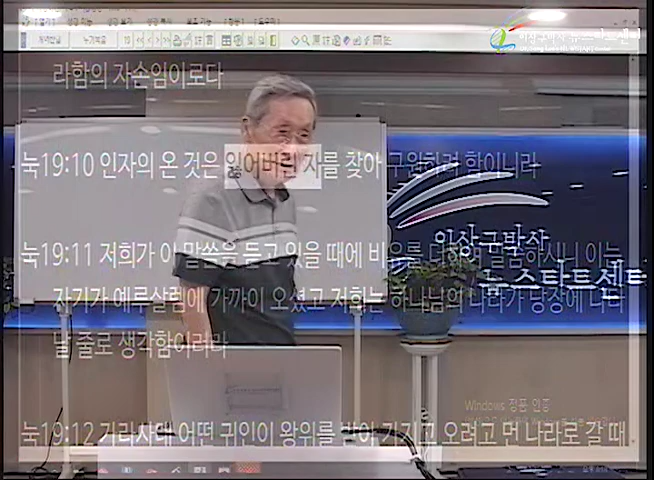 라함의 자손임이로다
눅19:10 인자의 온 것은 잃어버린 자를 찾아 구원하려 함이니라
눅19:11 저희가 이 말씀을 듣고 있을 때에 비유를 더하여 말씀하시니 이는
자기가 예루살렘에 가까이 오셨고 저희는 하나님의 나라가 당장에 나타
날 줄로 생각함이러라
이상구박사
뉴스타트센터
Windows 정품 인증
눅19:12 가라사대 어떤 귀인이 왕위를 받아 가지고 오려고 먼 나라로 갈 때